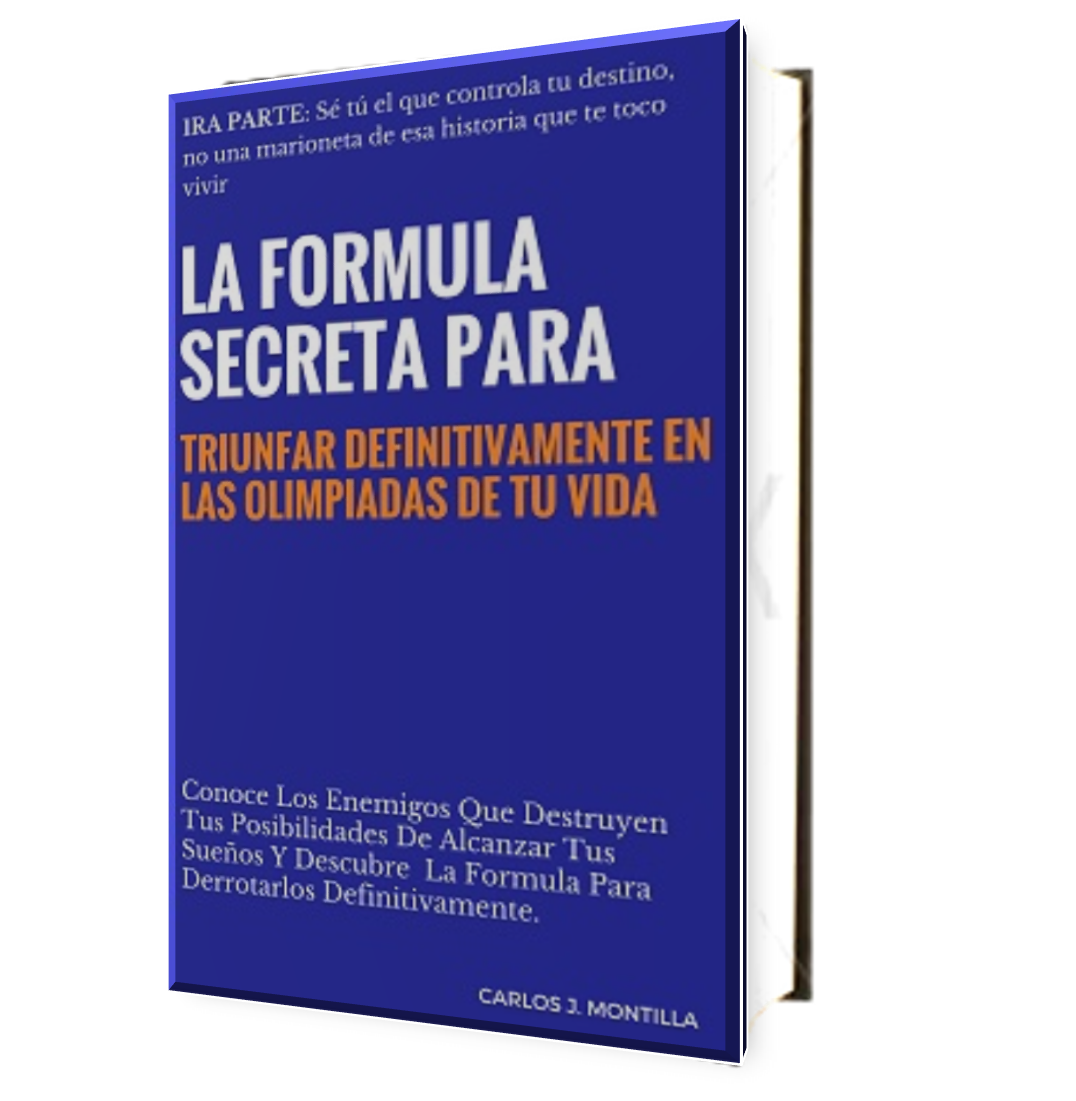 IRA PARTE: Sé tú el que controla tu destino,
no una marioneta de esa historia que te toco
vivir
LA FORMULA
SECRETA PARA
TRIUNFAR DEFINITIVAMENTE EN
LAS OLIMPIADAS DE TU VIDA
Conoce Los Enemigos Que Destruyen
Tus Posibilidades De Alcanzar Tus
Sueños Y Descubre La Formula Para
Derrotarlos Definitivamente.
CARLOS J. MONTILLA